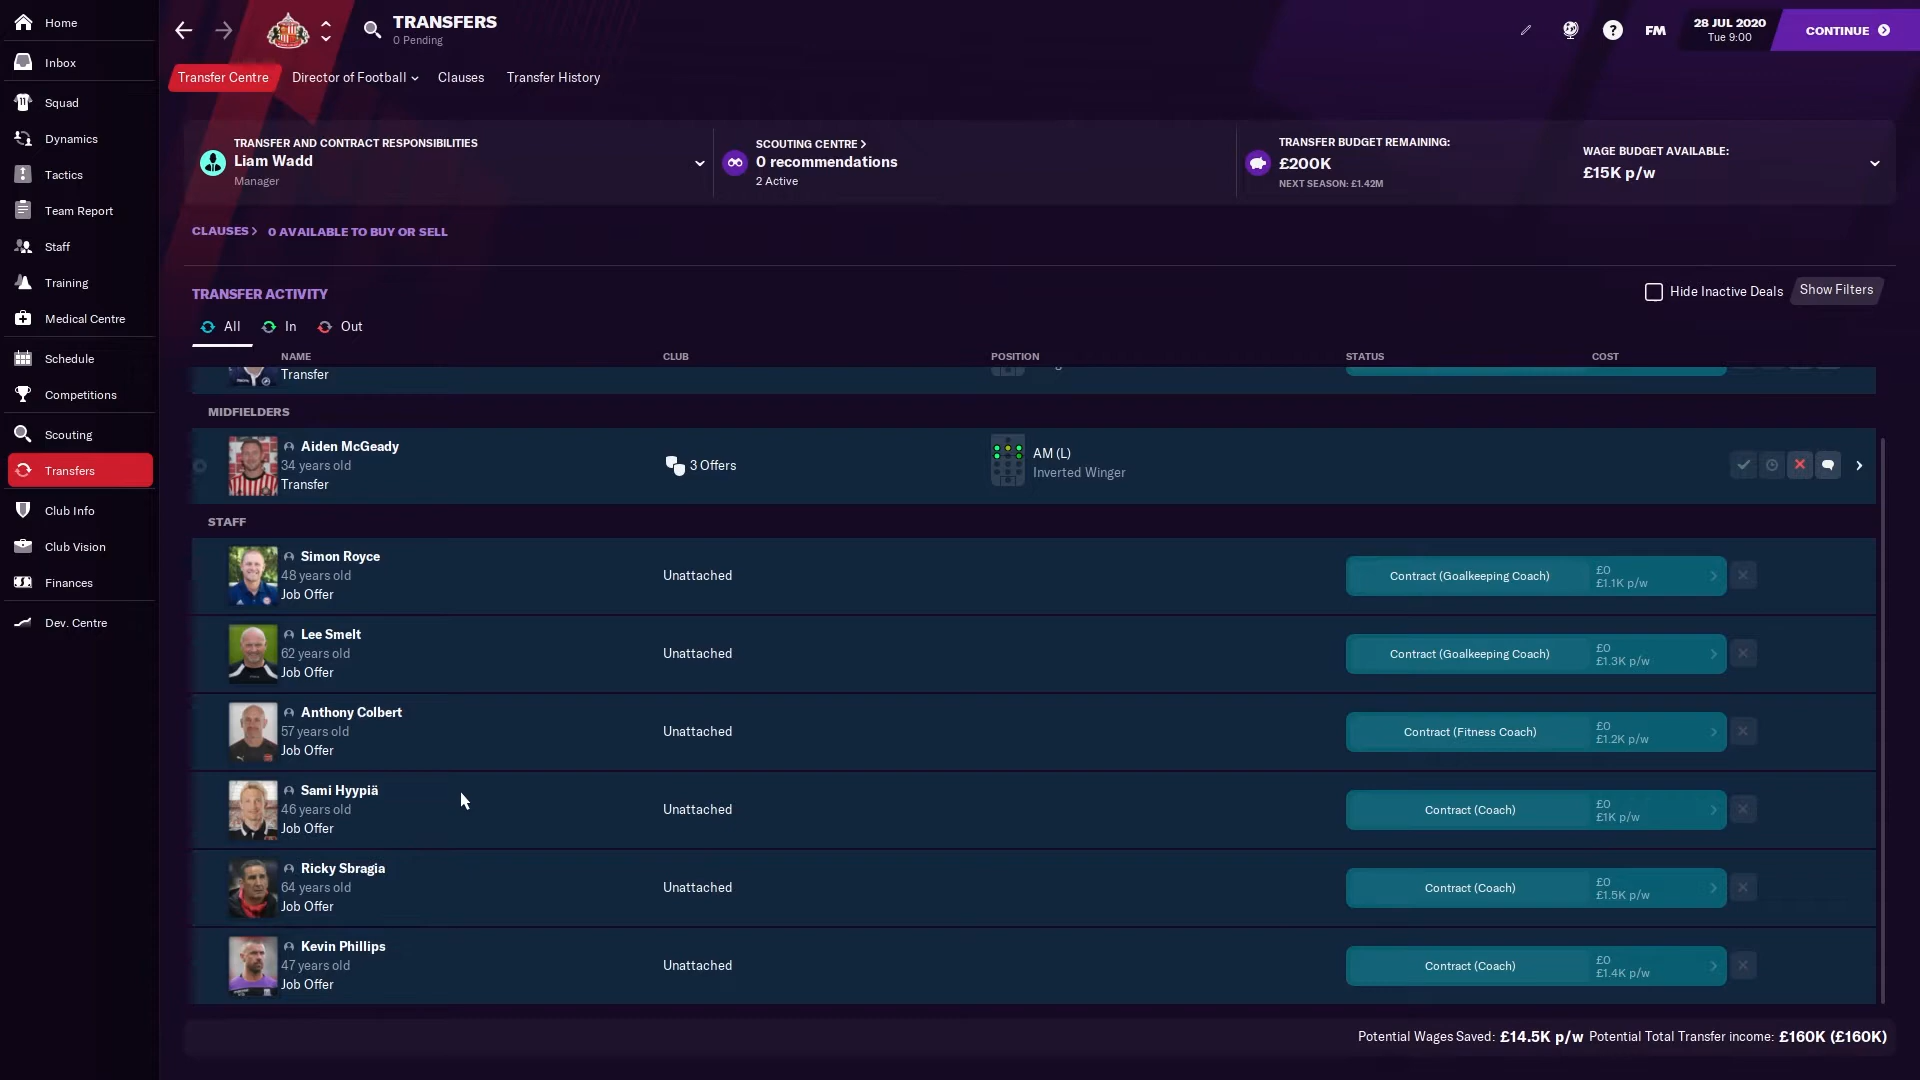 Home
Inbox
Squad
Dynamics
Tactics
Team Report
Staff
Training
Medical Centre
Schedule
Competitions
Scouting
Transfers
Club Info
Club Vision
Finances
Dev. Centre
TRANSFERS
0 Pending
FM
28 JUL 2020
Tue 9:00
CONTINUE
Transfer Centre Director of Football Clauses Transfer History
TRANSFER AND CONTRACT RESPONSIBILITIES
Liam Wadd
Manager
SCOUTING CENTRE
0 recommendations
2 Active
TRANSFER BUDGET REMAINING:
£200K
NEXT SEASON: £1.42M
WAGE BUDGET AVAILABLE:
£15K p/w
CLAUSES 0 AVAILABLE TO BUY OR SELL
TRANSFER ACTIVITY
Hide Inactive Deals Show Filters
All In Out
NAME CLUB POSITION STATUS COST
Transfer
MIDFIELDERS
Aiden McGeady
34 years old
Transfer
3 Offers
AM (L)
Inverted Winger
STAFF
Simon Royce
48 years old
Job Offer
Unattached
Contract (Goalkeeping Coach)
£0
£1.1K p/w
Lee Smelt
62 years old
Job Offer
Unattached
Contract (Goalkeeping Coach)
£0
£1.3K p/w
Anthony Colbert
57 years old
Job Offer
Unattached
Contract (Fitness Coach)
£0
£1.2K p/w
Sami Hyypiä
46 years old
Job Offer
Unattached
Contract (Coach)
£0
£1K p/w
Ricky Sbragia
64 years old
Job Offer
Unattached
Contract (Coach)
£0
£1.5K p/w
Kevin Phillips
47 years old
Job Offer
Unattached
Contract (Coach)
£0
£1.4K p/w
Potential Wages Saved: £14.5K p/w Potential Total Transfer income: £160K (£160K)